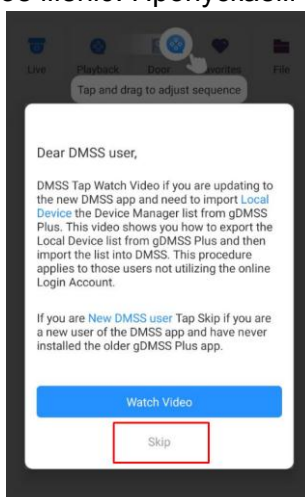 Live Playback Door Favorites File
Tap and drag to adjust sequence
Dear DMSS user,
DMSS Tap Watch Video if you are updating to
the new DMSS app and need to import Local
Device the Device Manager list from gDMSS
Plus. This video shows you how to export the
Local Device list from gDMSS Plus and then
import the list into DMSS. This procedure
applies to those users not utilizing the online
Login Account.
If you are New DMSS user Tap Skip if you are
a new user of the DMSS app and have never
installed the older gDMSS Plus app.
Watch Video
Skip